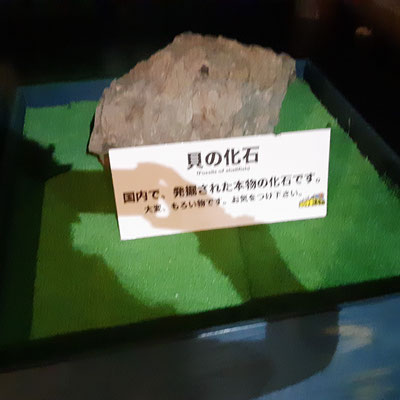 貝の化石
(Fossils of shellfish)
国内で、発掘された本物の化石です。
大変、もろい物です。お気をつけ下さい。